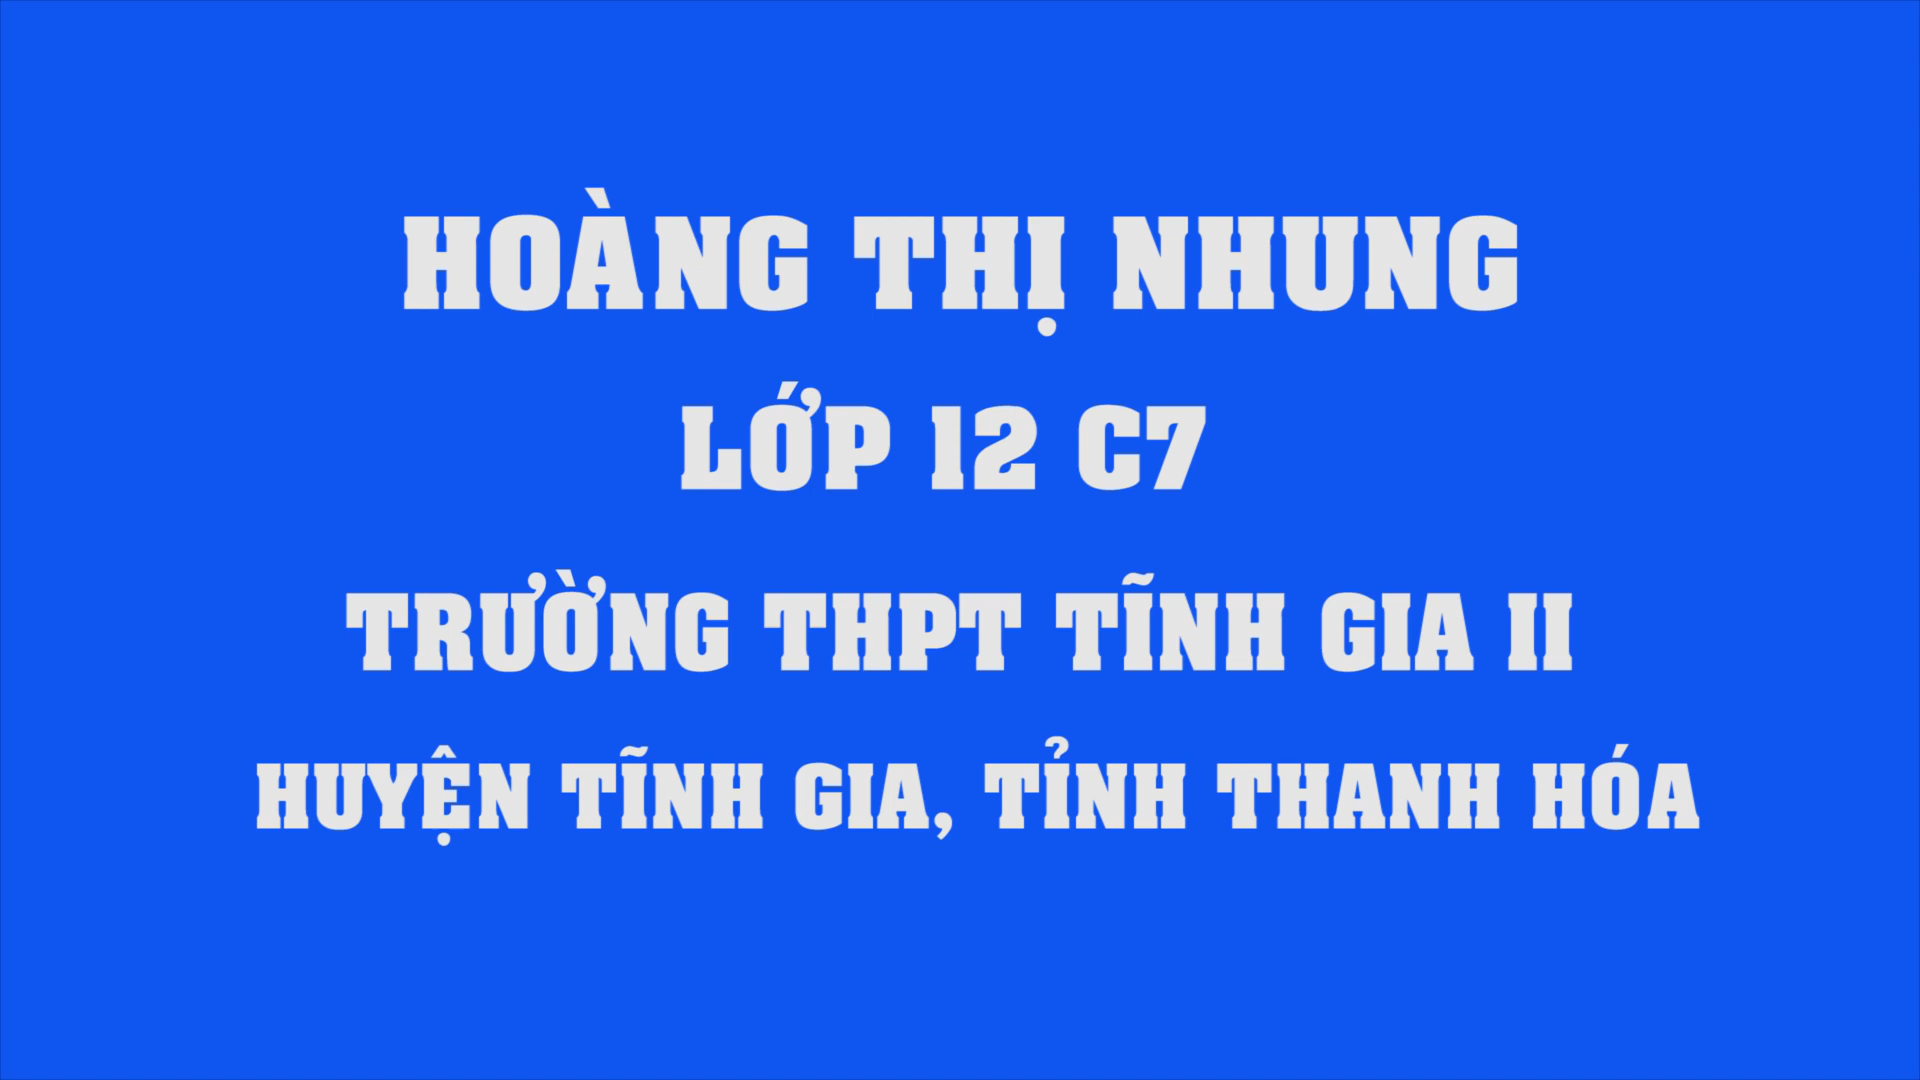 HOÀNG THỊ NHUNG
LỚP 12 C7
TRƯỜNG THPT TĨNH GIA II
HUYỆN TĨNH GIA, TỈNH THANH HÓA